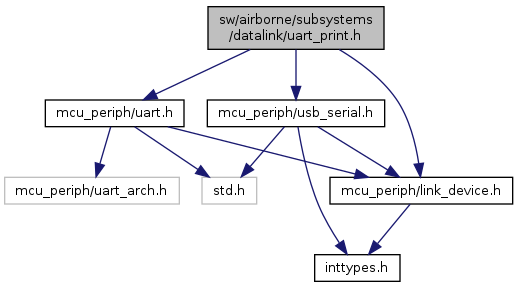 sw/airborne/subsystems
/datalink/uart_print.h
mcu_periph/uart.h
mcu_periph/usb_serial.h
mcu_periph/uart_arch.h
std.h
mcu_periph/link_device.h
inttypes.h